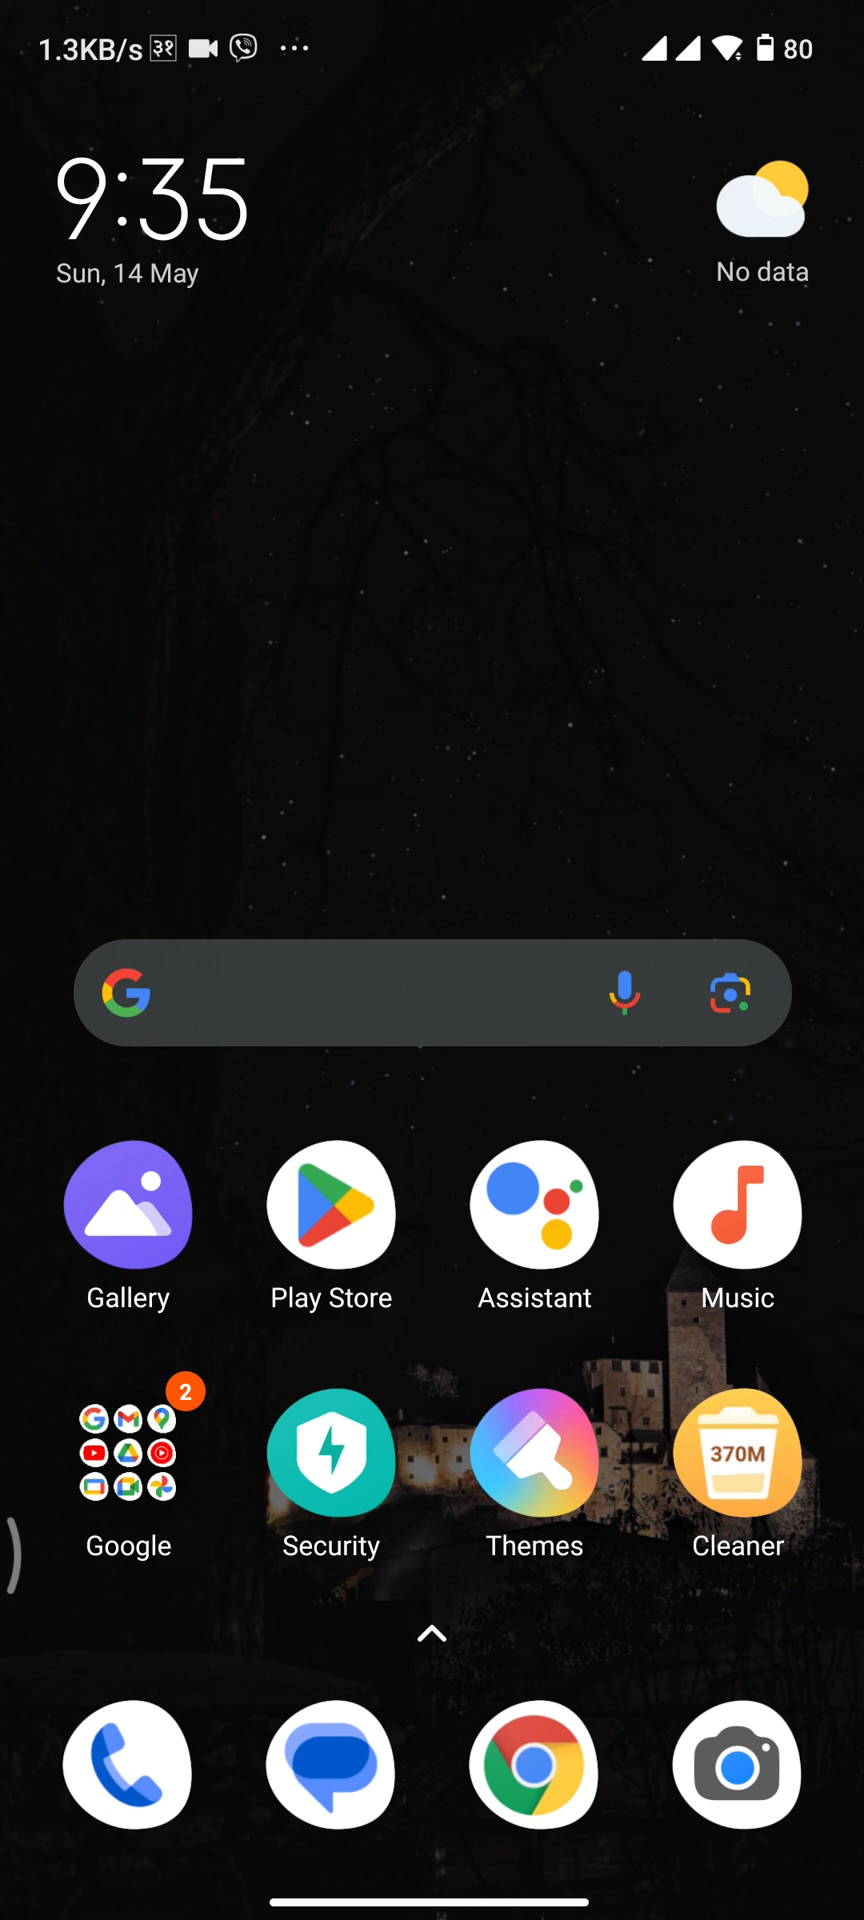 1.3KB/s ३१ 80
9:35
Sun, 14 May
No data
Gallery Play Store Assistant Music
2
370M
Google Security Themes Cleaner